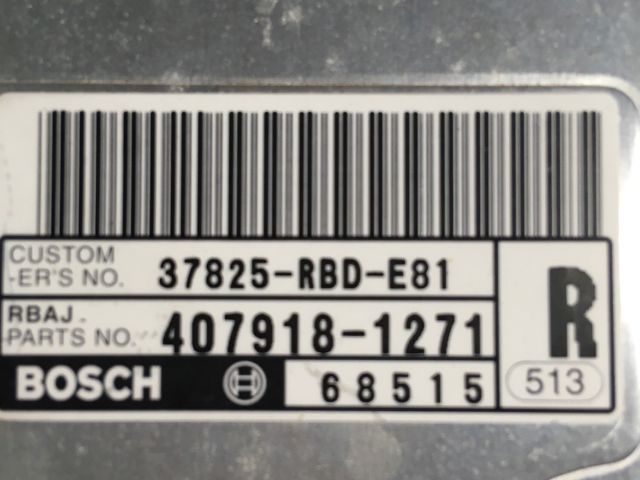 CUSTOM
-ER'S NO. 37825-RBD-E81
RBAJ.
PARTS NO. 407918-1271
R
BOSCH 68515
513